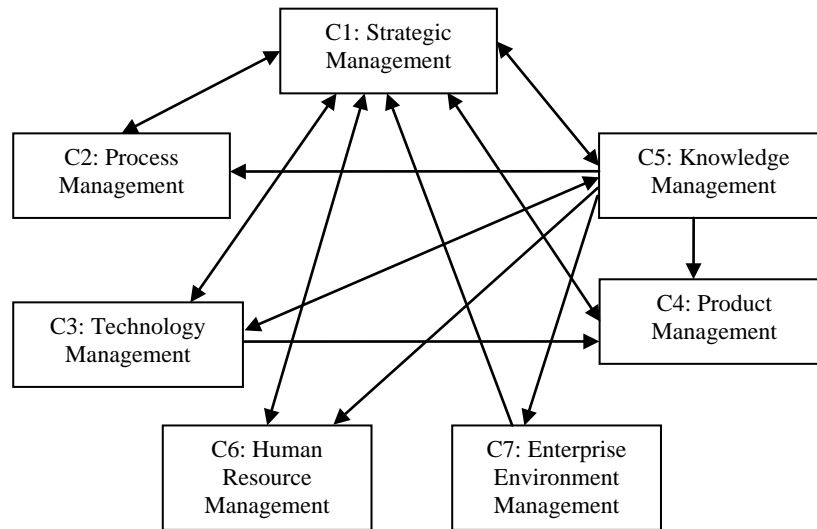 C1: Strategic
Management
C2: Process
Management
C5: Knowledge
Management
C3: Technology
Management
C4: Product
Management
C6: Human
Resource
Management
C7: Enterprise
Environment
Management